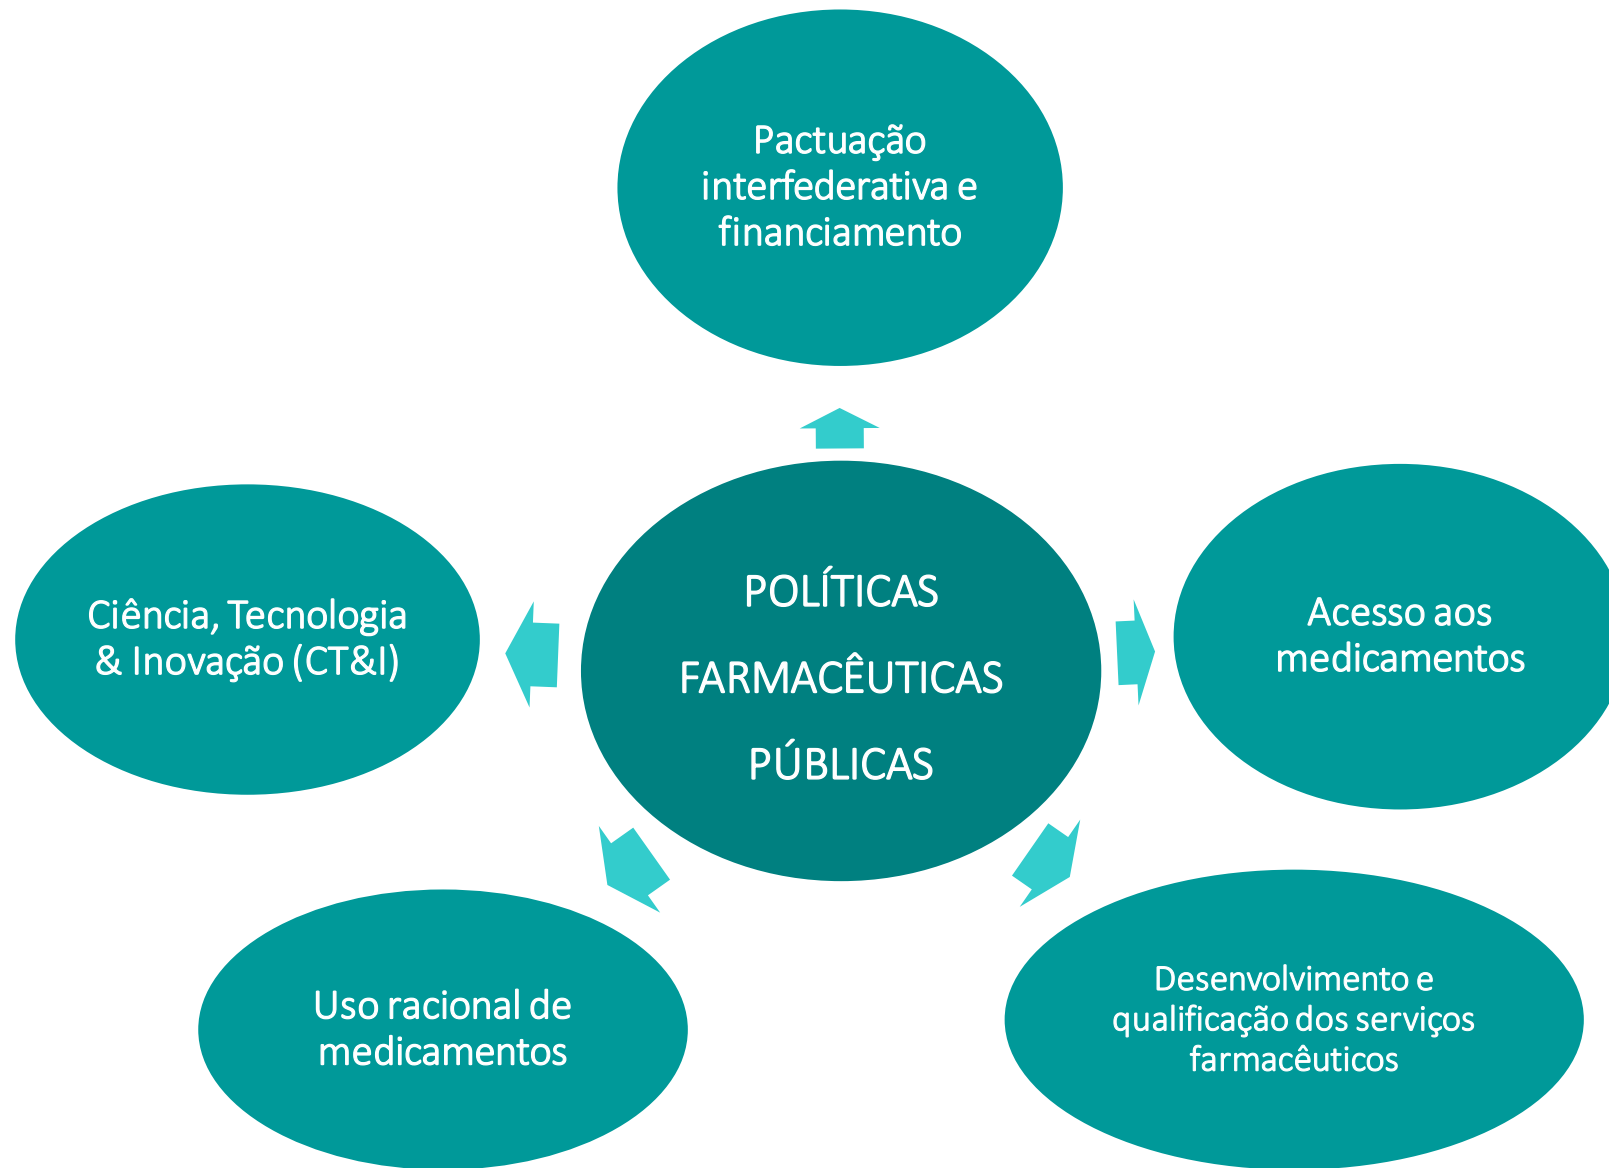 Pactuação
interfederativa e
financiamento
Ciência, Tecnologia
& Inovação (CT&I)
POLÍTICAS
FARMACÊUTICAS
PÚBLICAS
Acesso aos
medicamentos
Uso racional de
medicamentos
Desenvolvimento e
qualificação dos serviços
farmacêuticos